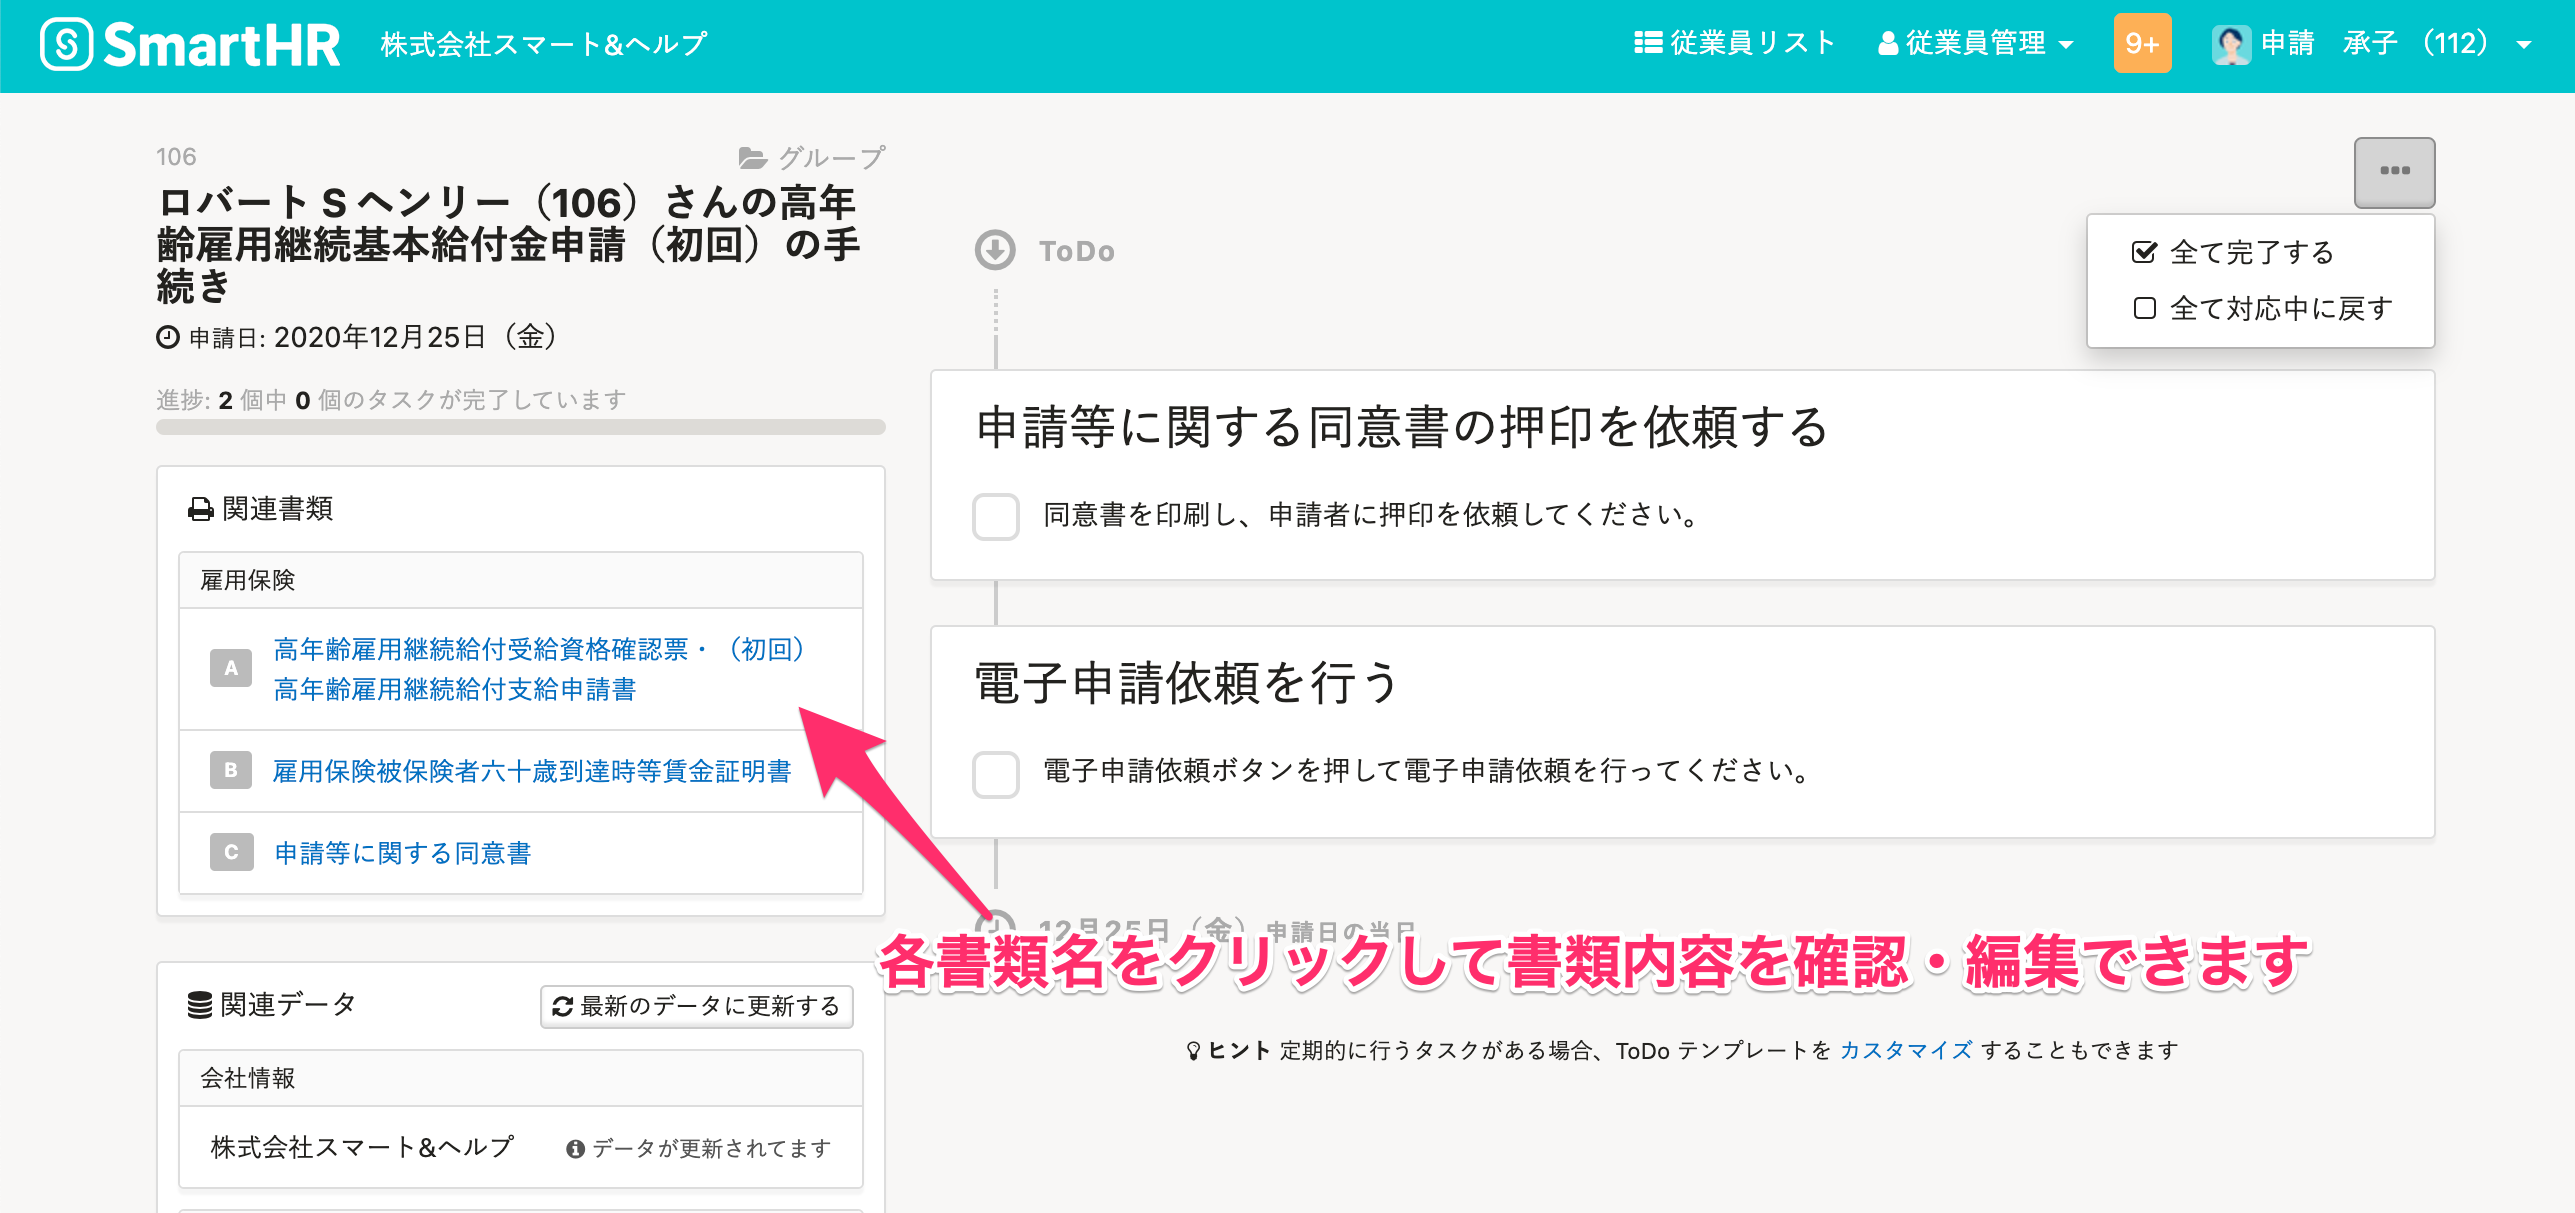 SmartHR 株式会社スマート&ヘルプ 従業員リスト 従業員管理 9+ 申請 承子 （112）
106 グループ
ロバート S ヘンリー（106）さんの高年
齢雇用継続基本給付金申請（初回）の手
続き
申請日: 2020年12月25日（金）
進捗: 2 個中 0 個のタスクが完了しています
関連書類
雇用保険
A 高年齢雇用継続給付受給資格確認票・（初回）
高年齢雇用継続給付支給申請書
B 雇用保険被保険者六十歳到達時等賃金証明書
C 申請等に関する同意書
関連データ 最新のデータに更新する
会社情報
株式会社スマート&ヘルプ データが更新されてます
ToDo
全て完了する
全て対応中に戻す
申請等に関する同意書の押印を依頼する
同意書を印刷し、申請者に押印を依頼してください。
電子申請依頼を行う
電子申請依頼ボタンを押して電子申請依頼を行ってください。
12月25日（金）申請日の当日
各書類名をクリックして書類内容を確認・編集できます
ヒント 定期的に行うタスクがある場合、ToDo テンプレートを カスタマイズ することもできます